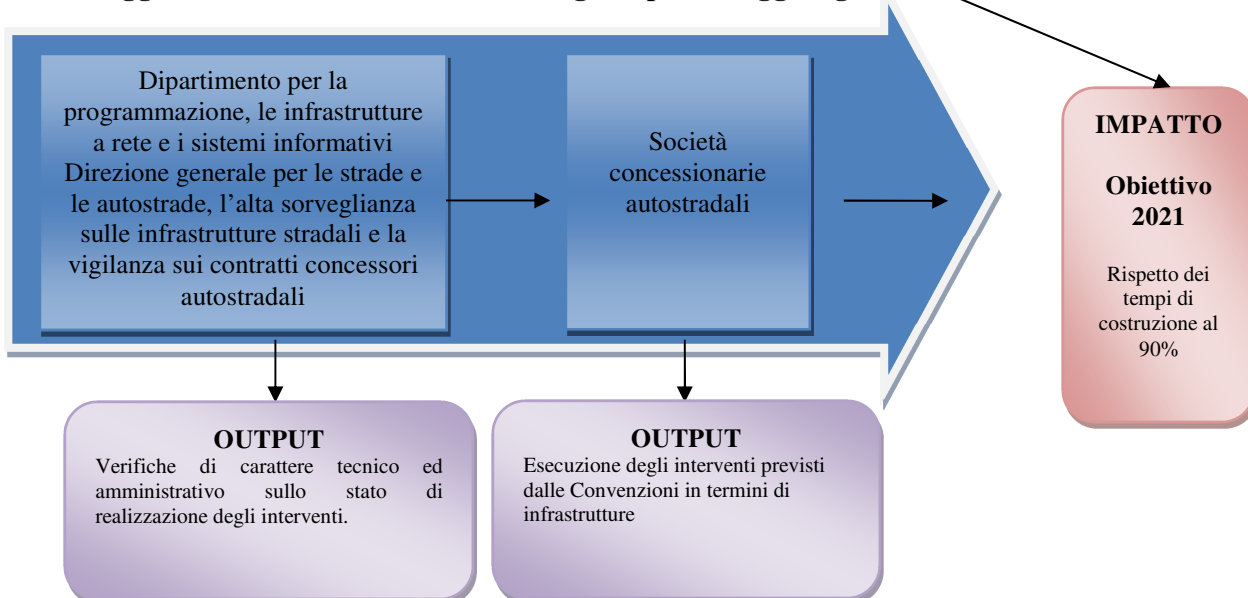 Dipartimento per la
programmazione, le infrastrutture
a rete e i sistemi informativi
Direzione generale per le strade e
le autostrade, l'alta sorveglianza
sulle infrastrutture stradali e la
vigilanza sui contratti concessori
autostradali
Società
concessionarie
autostradali
IMPATTO
Obiettivo
2021
Rispetto dei
tempi di
costruzione al
90%
OUTPUT
Verifiche di carattere tecnico ed
amministrativo sullo stato di
realizzazione degli interventi.
OUTPUT
Esecuzione degli interventi previsti
dalle Convenzioni in termini di
infrastrutture